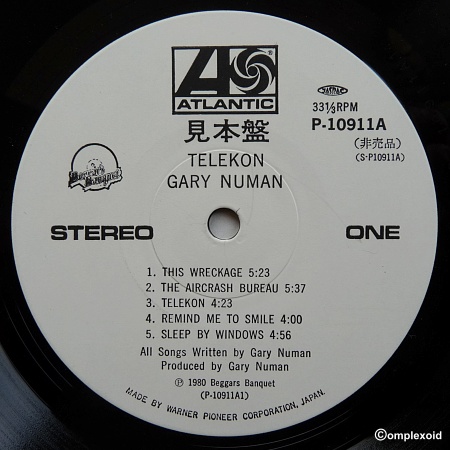 ATLANTIC
JASRAC
33⅓RPM
見本盤
P-10911A
TELEKON
(非売品)
(S·P10911A)
Beggars Banquet
GARY NUMAN
STEREO
ONE
1. THIS WRECKAGE 5:23
2. THE AIRCRASH BUREAU 5:37
3. TELEKON 4:23
4. REMIND ME TO SMILE 4:00
5. SLEEP BY WINDOWS 4:56
All Songs Written by Gary Numan
Produced by Gary Numan
Ⓟ 1980 Beggars Banquet
(P-10911A1)
MADE BY WARNER PIONEER CORPORATION, JAPAN.
©omplexoid